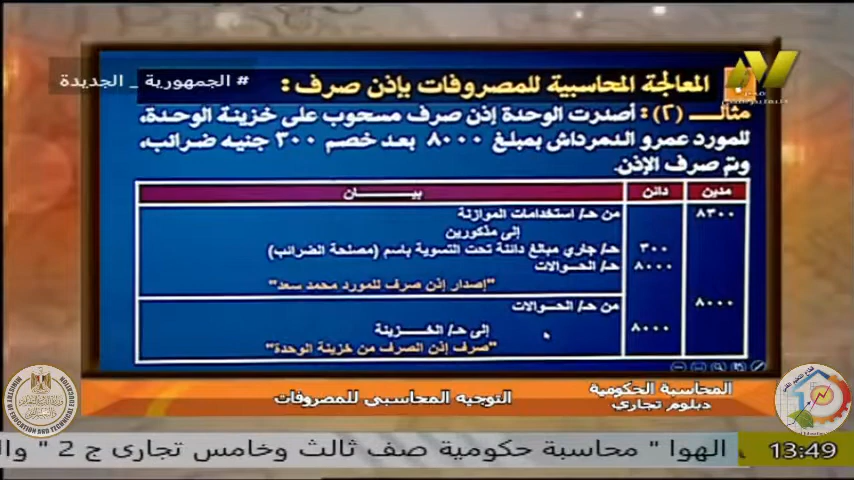 # الجمهورية _ الجديدة
المعالجة المحاسبية للمصروفات بإذن صرف :
مثال (٢) : أصدرت الوحدة إذن صرف مسحوب على خزينة الوحدة،
للمورد عمرو الدمرداش بمبلغ ٨٠٠٠ بعد خصم ٣٠٠ جنيه ضرائب،
وتم صرف الإذن.
مدين دائن بيان
٨٣٠٠ من حـ/ استخدامات الموازنة
إلى مذكورين
٣٠٠ حـ/ جاري مبالغ دائنة تحت التسوية باسم (مصلحة الضرائب)
٨٠٠٠ حـ/ الحوالات
"إصدار إذن صرف للمورد محمد سعد"
٨٠٠٠ من حـ/ الحوالات
٨٠٠٠ إلى حـ/ الخزينة
"صرف إذن الصرف من خزينة الوحدة"
المحاسبة الحكومية
دبلوم تجاري
التوجيه المحاسبى للمصروفات
الهوا " محاسبة حكومية صف ثالث وخامس تجارى ج 2 "
13:49